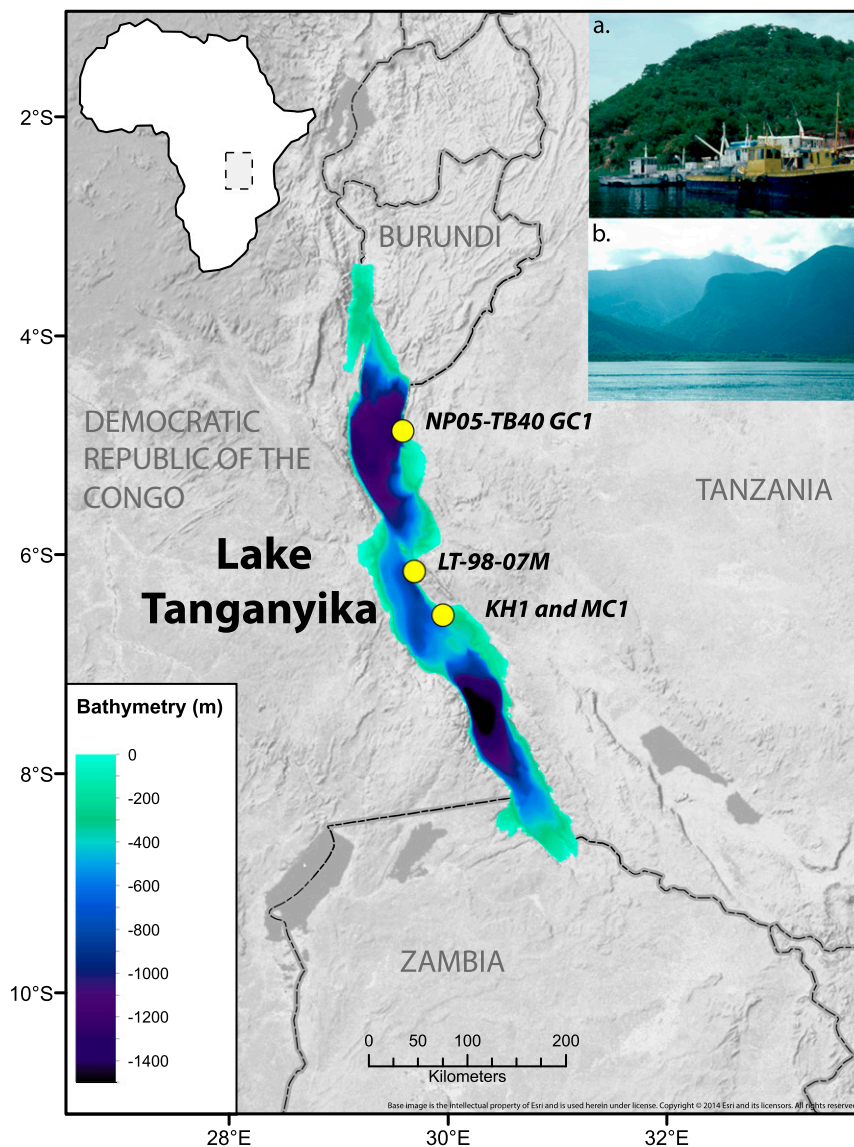 a.
2°S
BURUNDI
b.
4°S
DEMOCRATIC
REPUBLIC OF THE
CONGO
NP05-TB40 GC1
TANZANIA
6°S
Lake
Tanganyika
LT-98-07M
KH1 and MC1
Bathymetry (m)
0
-200
-400
-600
-800
-1000
-1200
-1400
8°S
ZAMBIA
10°S
0 50 100 200
Kilometers
Base image is the intellectual property of Esri and is used herein under license. Copyright © 2014 Esri and its licensors. All rights reserved
28°E 30°E 32°E